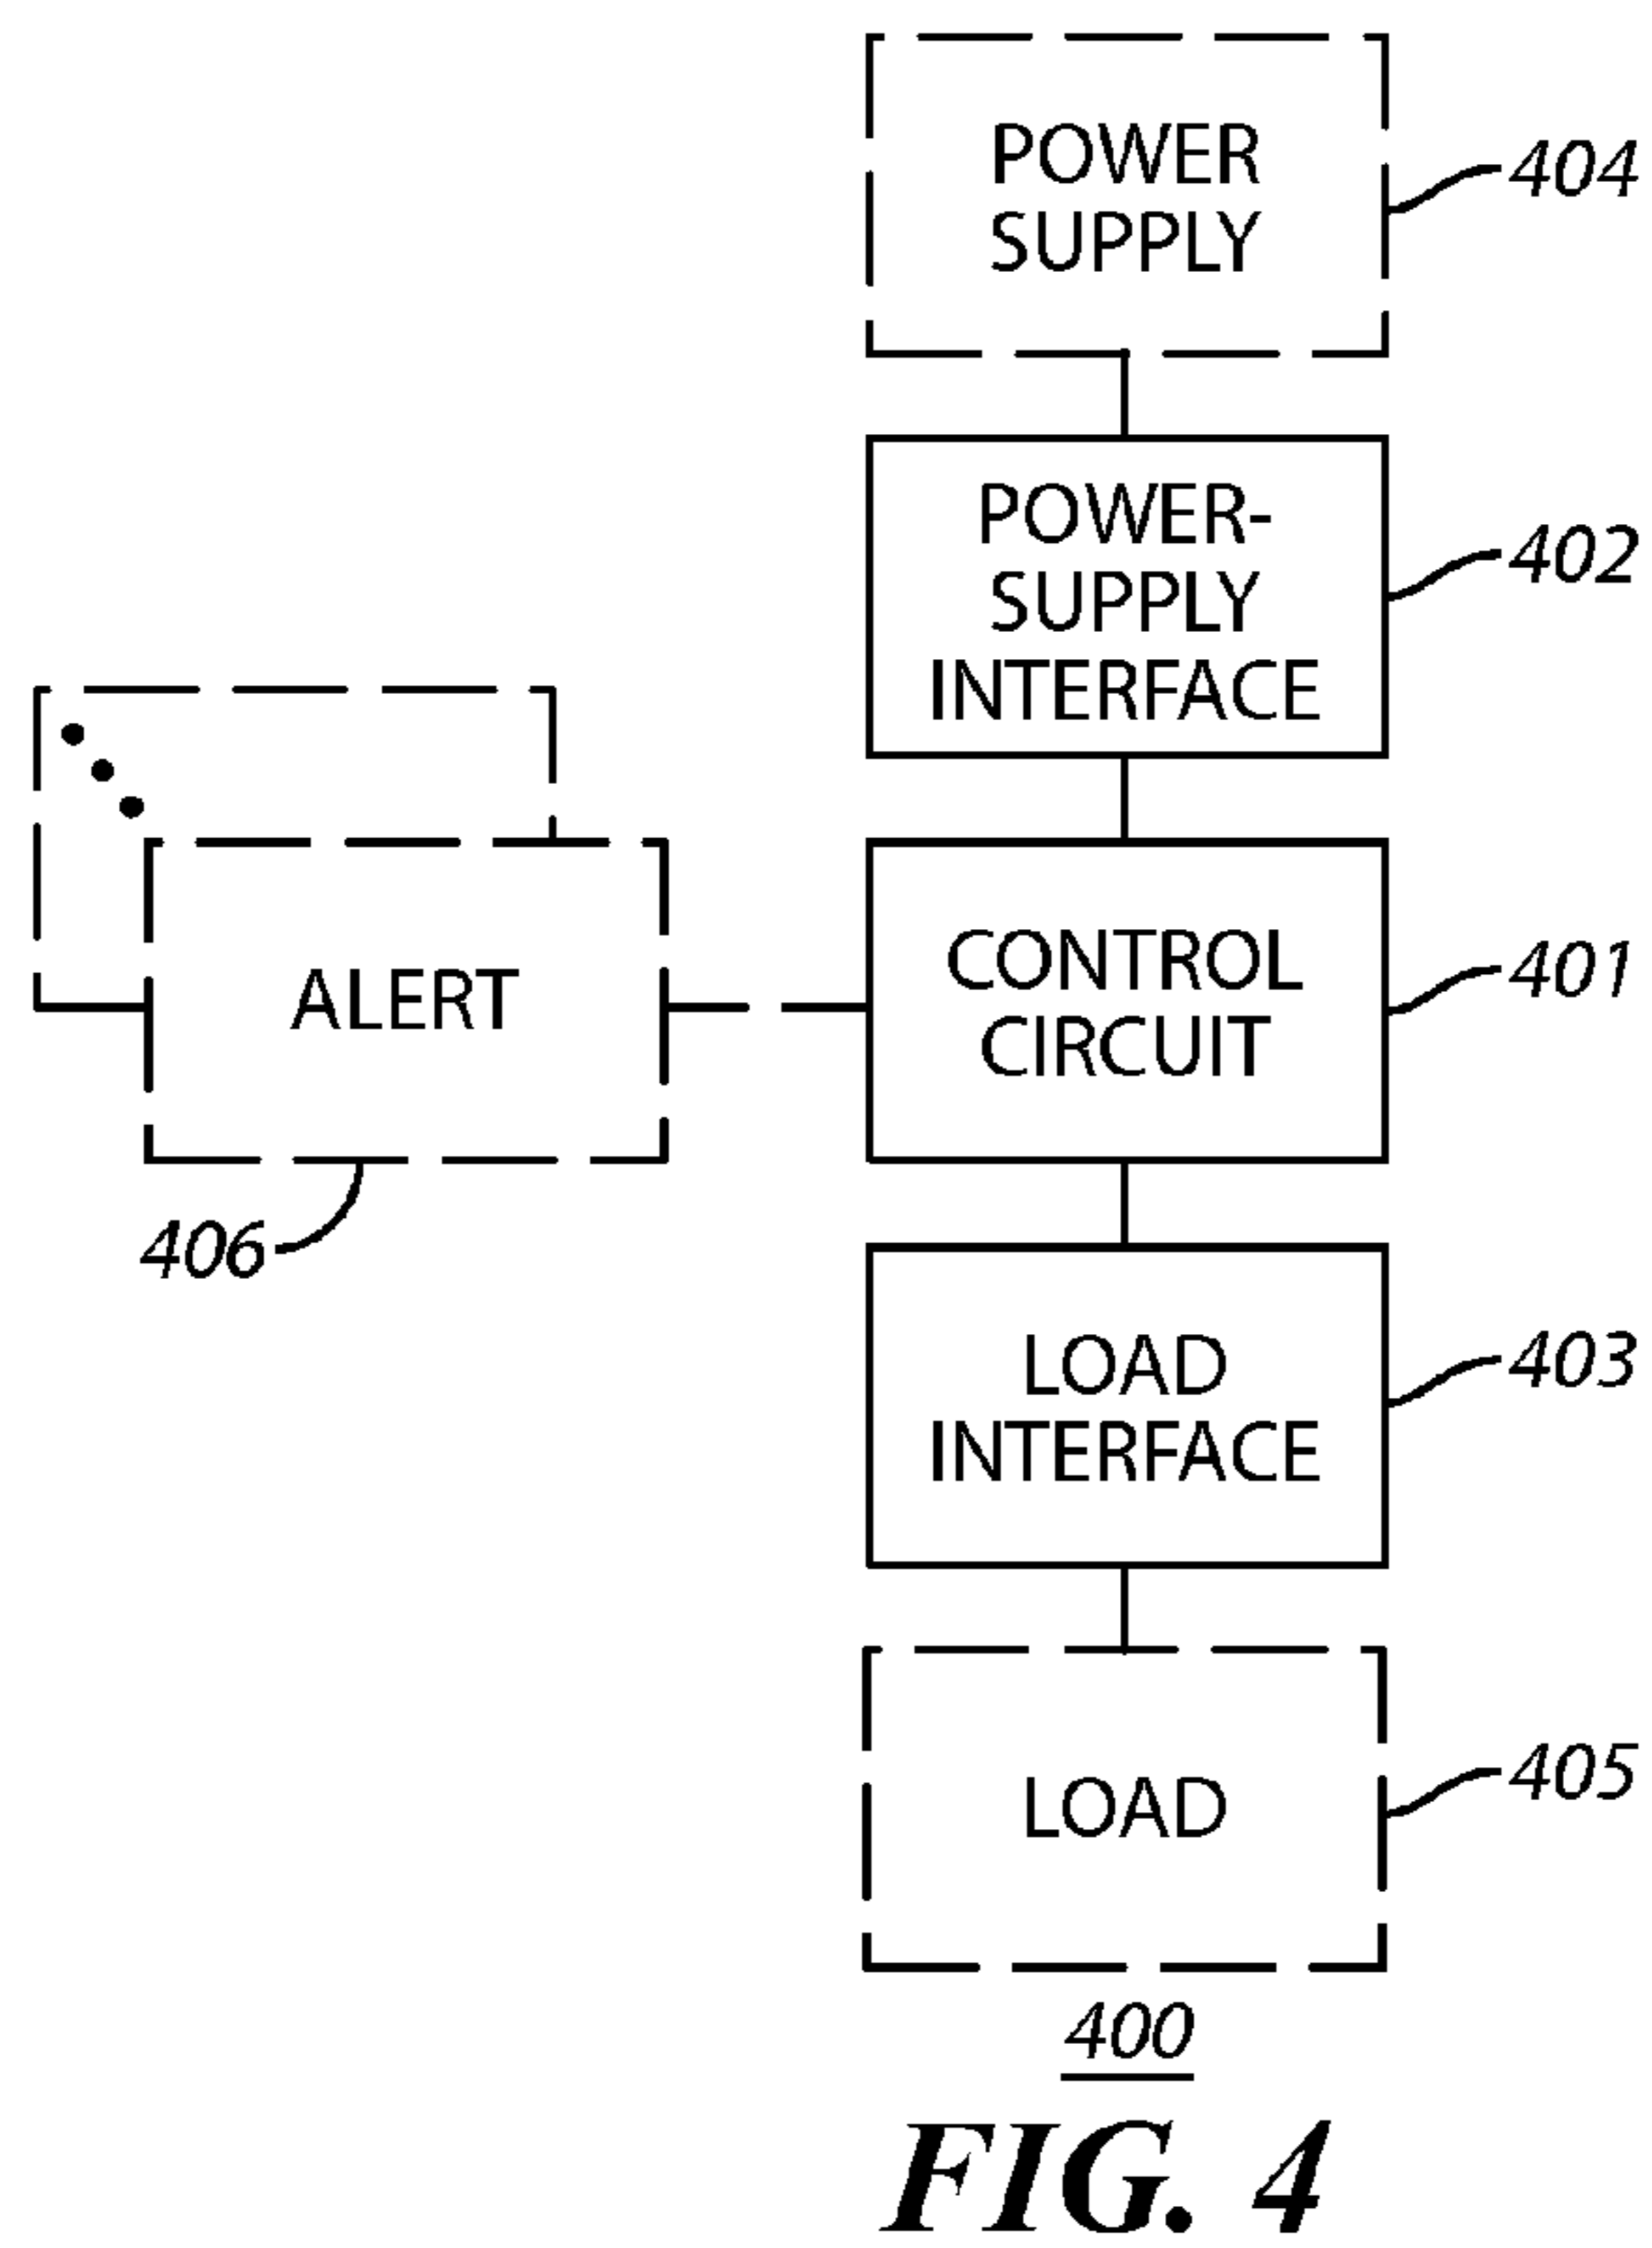 POWER
SUPPLY
404
POWER-
SUPPLY
INTERFACE
402
ALERT
406
CONTROL
CIRCUIT
401
LOAD
INTERFACE
403
LOAD
405
400
FIG. 4